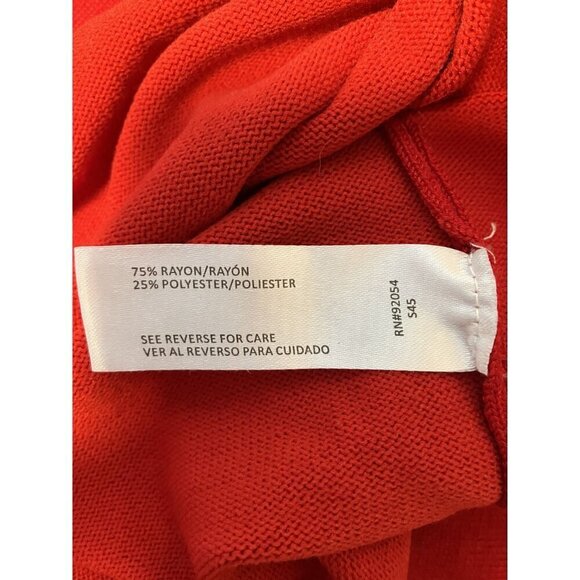 75% RAYON/RAYÓN
25% POLYESTER/POLIESTER
SEE REVERSE FOR CARE
VER AL REVERSO PARA CUIDADO
RN#92054
S45